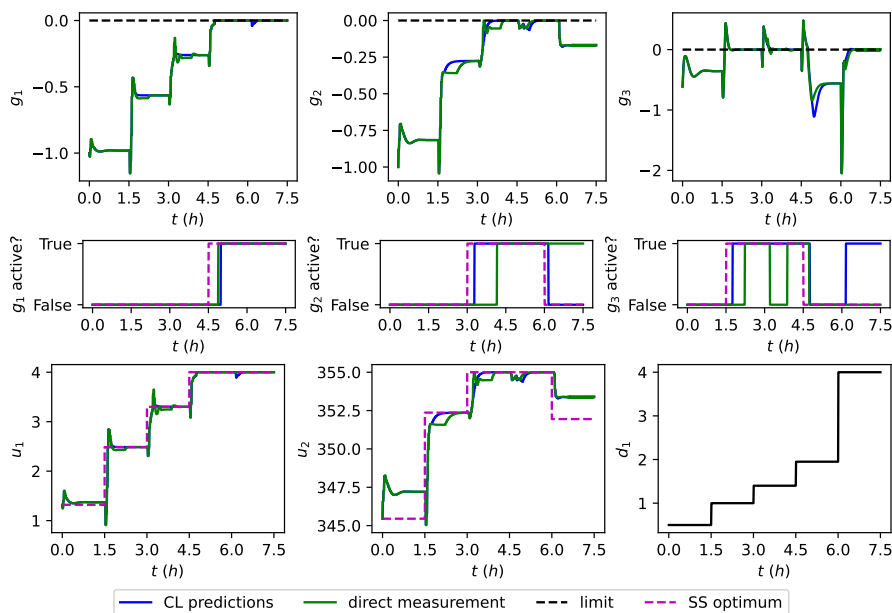 0.0
−0.5
−1.0
g1
0.0 1.5 3.0 4.5 6.0 7.5
t (h)
0.00
−0.25
−0.50
−0.75
−1.00
g2
0.0 1.5 3.0 4.5 6.0 7.5
t (h)
0
−1
−2
g3
0.0 1.5 3.0 4.5 6.0 7.5
t (h)
True
False
g1 active?
0.0 1.5 3.0 4.5 6.0 7.5
t (h)
True
False
g2 active?
0.0 1.5 3.0 4.5 6.0 7.5
t (h)
True
False
g3 active?
0.0 1.5 3.0 4.5 6.0 7.5
t (h)
4
3
2
1
u1
0.0 1.5 3.0 4.5 6.0 7.5
t (h)
355.0
352.5
350.0
347.5
345.0
u2
0.0 1.5 3.0 4.5 6.0 7.5
t (h)
4
3
2
1
d1
0.0 1.5 3.0 4.5 6.0 7.5
t (h)
CL predictions direct measurement limit SS optimum